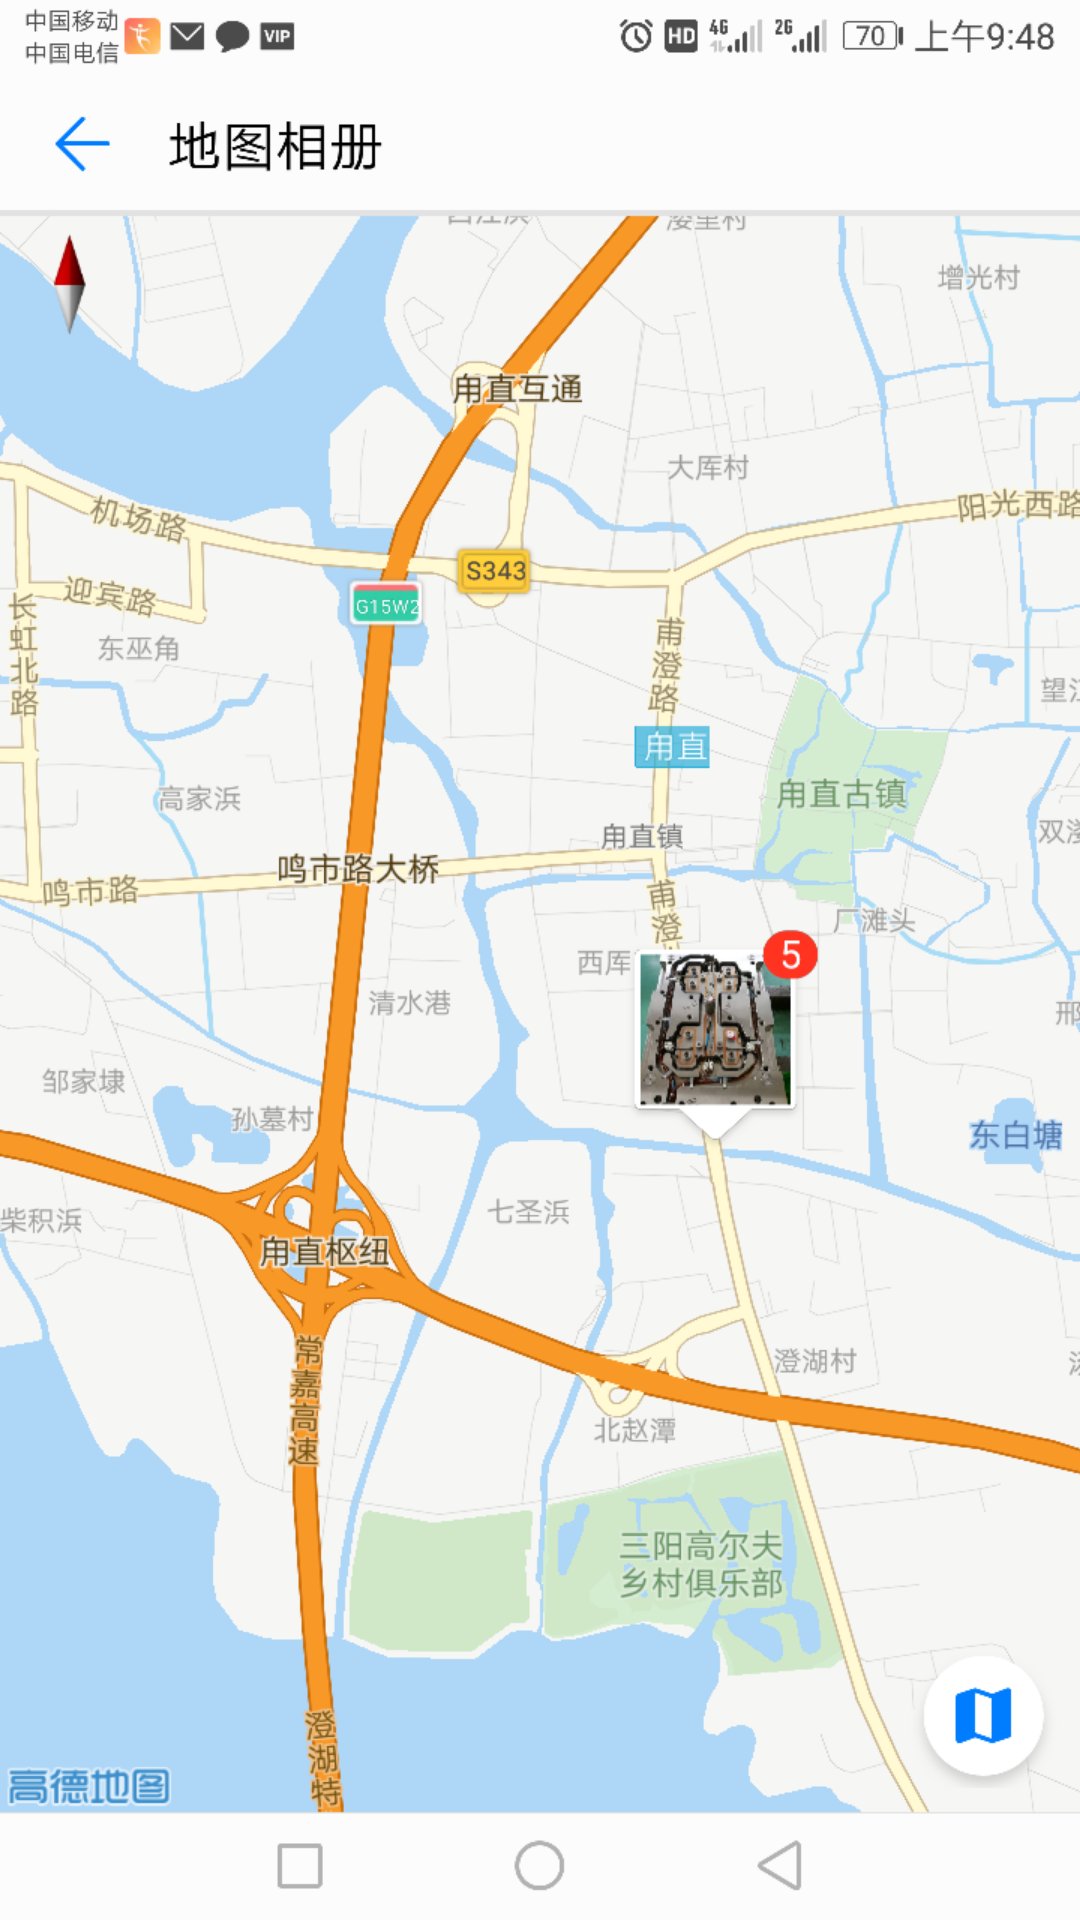 中国移动
中国电信
VIP
HD
4G
2G
70
上午9:48
地图相册
增光村
甪直互通
大厍村
机场路
阳光西路
S343
迎宾路
G15W2
长虹北路
东巫角
甫澄路
甪直
高家浜
甪直古镇
甪直镇
鸣市路大桥
鸣市路
甫澄
厂滩头
西厍
5
清水港
邹家埭
孙墓村
东白塘
柴积浜
七圣浜
甪直枢纽
常嘉高速
澄湖村
北赵潭
三阳高尔夫
乡村俱乐部
澄湖特
高德地图